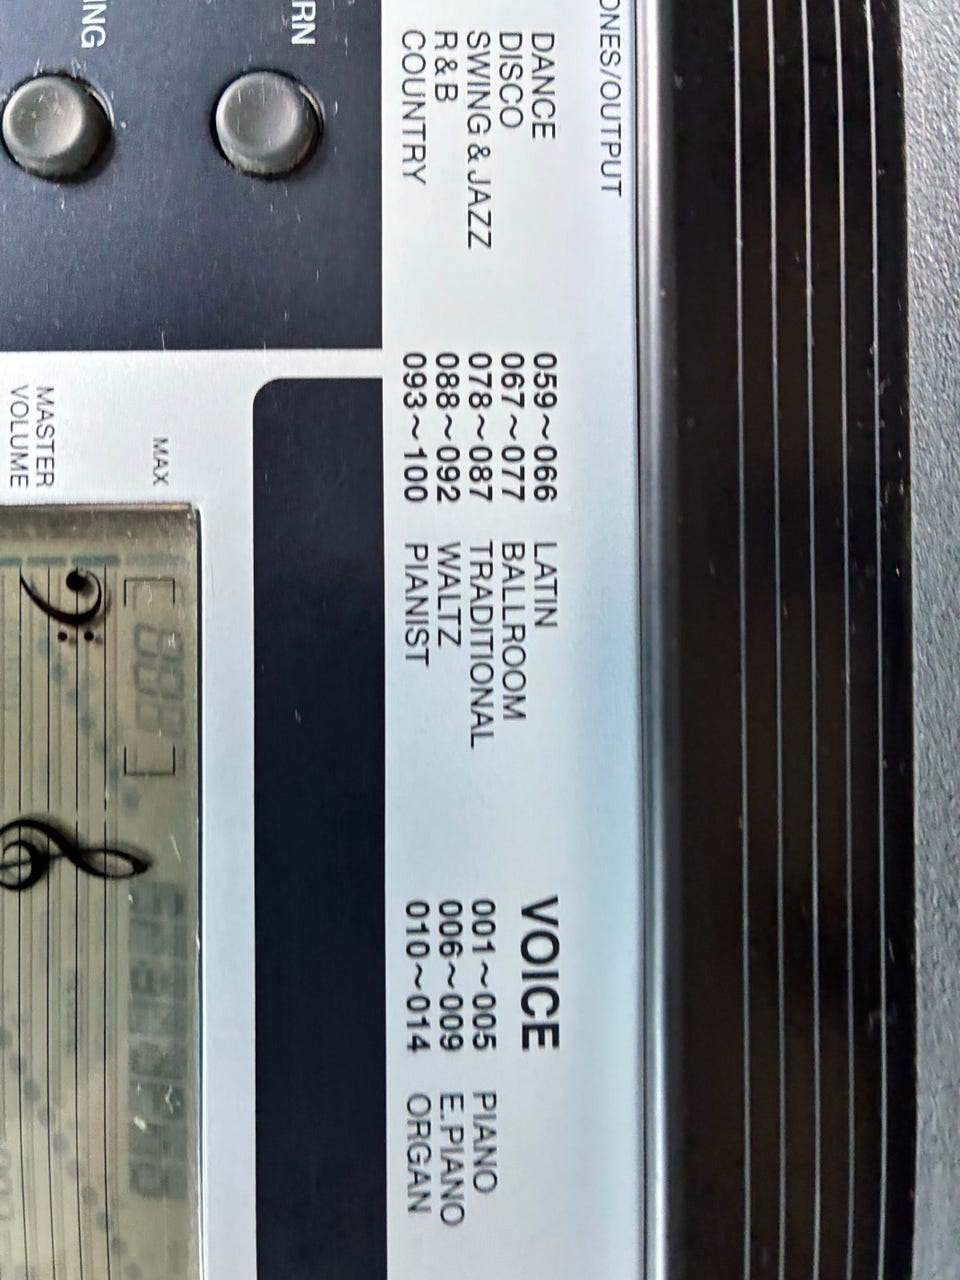 ONES/OUTPUT
DANCE
DISCO
SWING & JAZZ
R & B
COUNTRY
059~066 LATIN
067~077 BALLROOM
078~087 TRADITIONAL
088~092 WALTZ
093~100 PIANIST
VOICE
001~005 PIANO
006~009 E.PIANO
010~014 ORGAN
RN
NG
MAX
MASTER
VOLUME